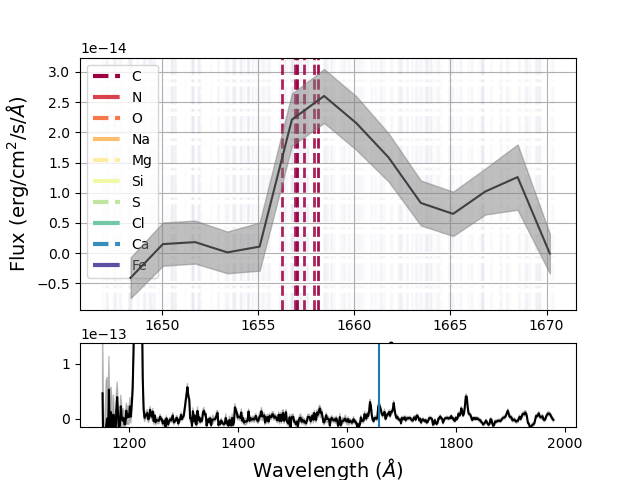 1e−14
3.0
2.5
2.0
1.5
1.0
0.5
0.0
−0.5
Flux (erg/cm²/s/Å)
C
N
O
Na
Mg
Si
S
Cl
Ca
Fe
1650 1655 1660 1665 1670
1e−13
1
0
1200 1400 1600 1800 2000
Wavelength (Å)